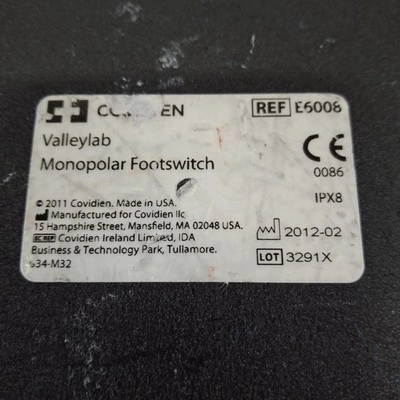 COVIDIEN
REF E6008
Valleylab
Monopolar Footswitch
CE
0086
© 2011 Covidien. Made in USA.
IPX8
Manufactured for Covidien llc
15 Hampshire Street, Mansfield, MA 02048 USA.
EC REP Covidien Ireland Limited, IDA
Business & Technology Park, Tullamore.
2012-02
LOT 3291X